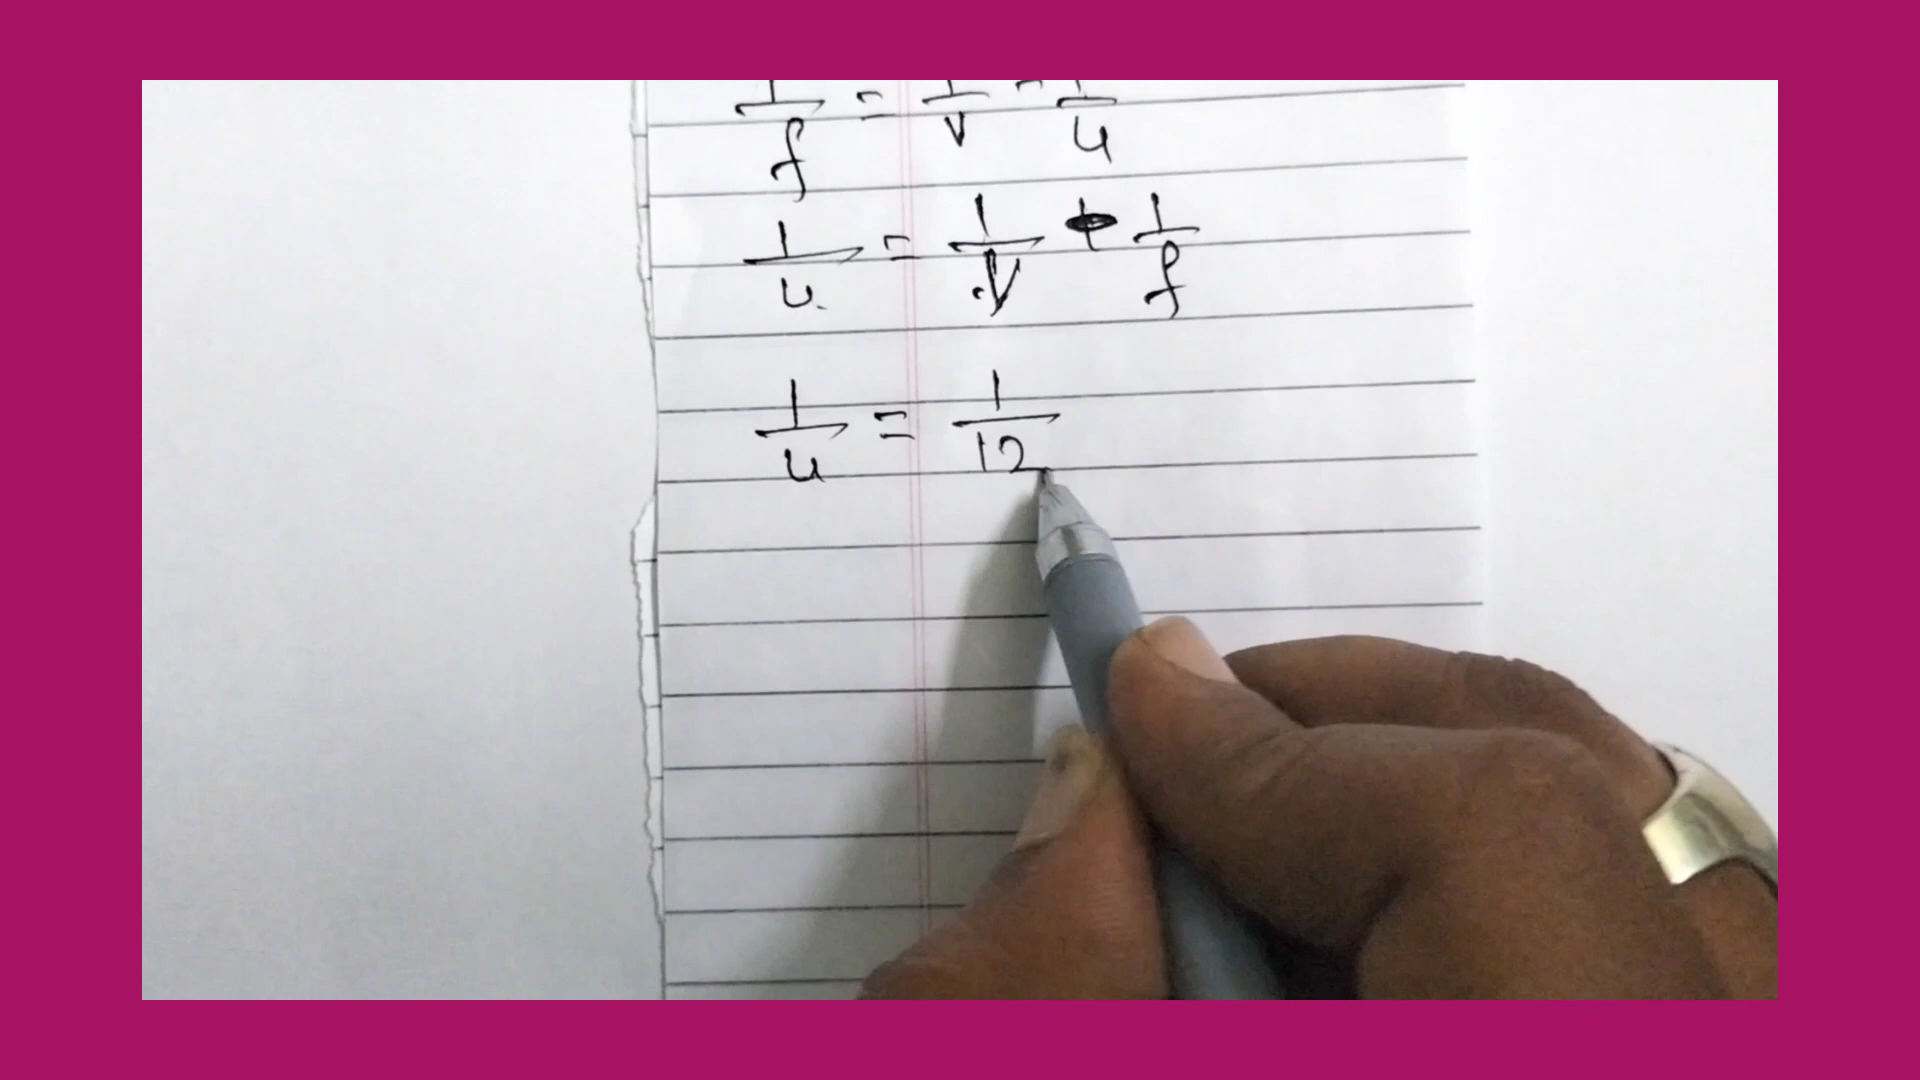 1/f = 1/v - 1/u
1/u = 1/v + 1/f
1/u = 1/12